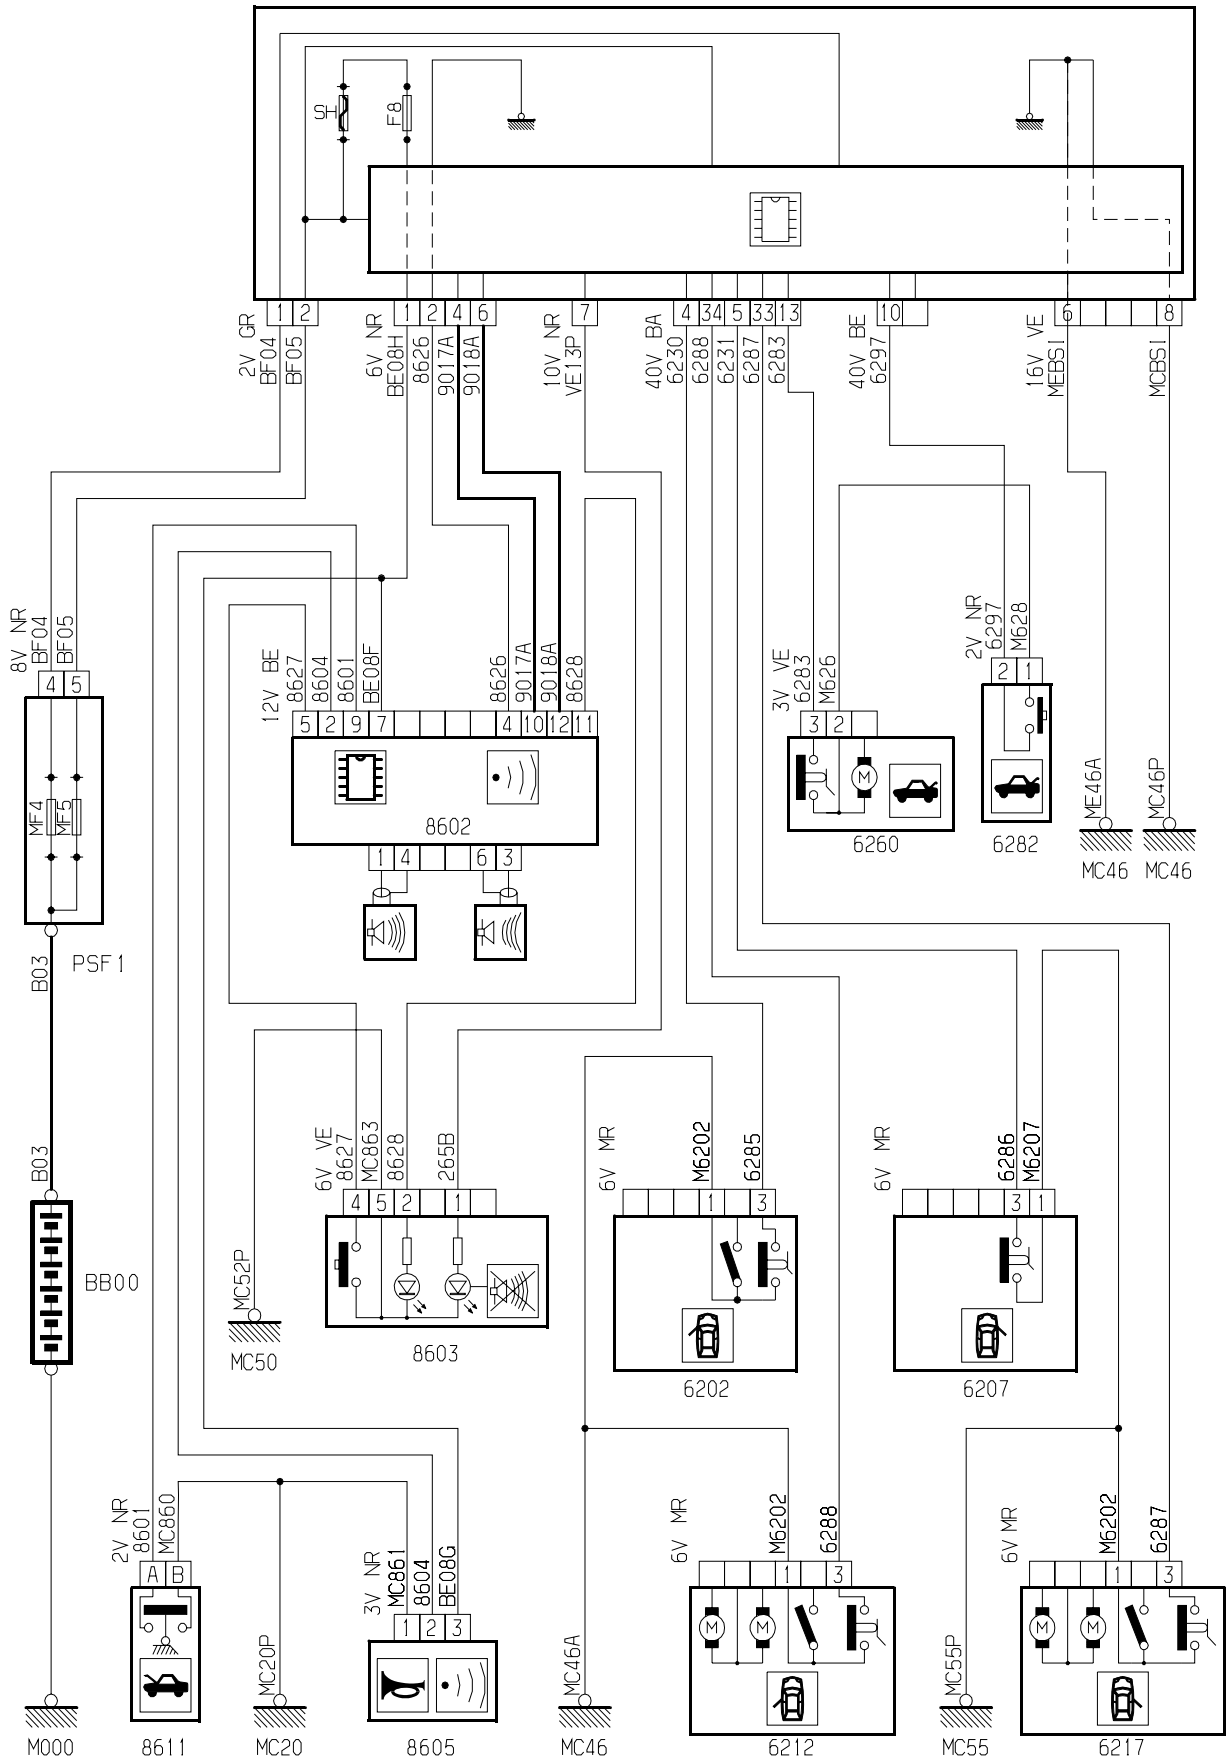 SH
F8
1 2
1 2 4 6
7
4 34 5 33 13
10
6 8
2V GR
BF04
BF05
6V NR
BE08H
8626
9017A
9018A
10V NR
VE13P
40V BA
6230
6288
6231
6287
6283
40V BE
6297
16V VE
MEBSI
MCBSI
8V NR
BF04
BF05
4 5
MF4
MF5
PSF1
B03
B03
BB00
M000
12V BE
8627
8604
8601
BE08F
8626
9017A
9018A
8628
5 2 9 7 4 10 12 11
8602
1 4 6 3
3V VE
6283
M626
3 2
M
6260
2V NR
6297
M628
2 1
6282
ME46A
MC46
MC46P
MC46
6V VE
8627
MC863
8628
265B
4 5 2 1
8603
MC52P
MC50
6V MR
M6202
6285
1 3
6202
6V MR
6286
M6207
3 1
6207
2V NR
8601
MC860
A B
8611
MC20P
MC20
3V NR
MC861
8604
BE08G
1 2 3
8605
MC46A
MC46
6V MR
M6202
6288
1 3
M M
6212
MC55P
MC55
6V MR
M6202
6287
1 3
M M
6217